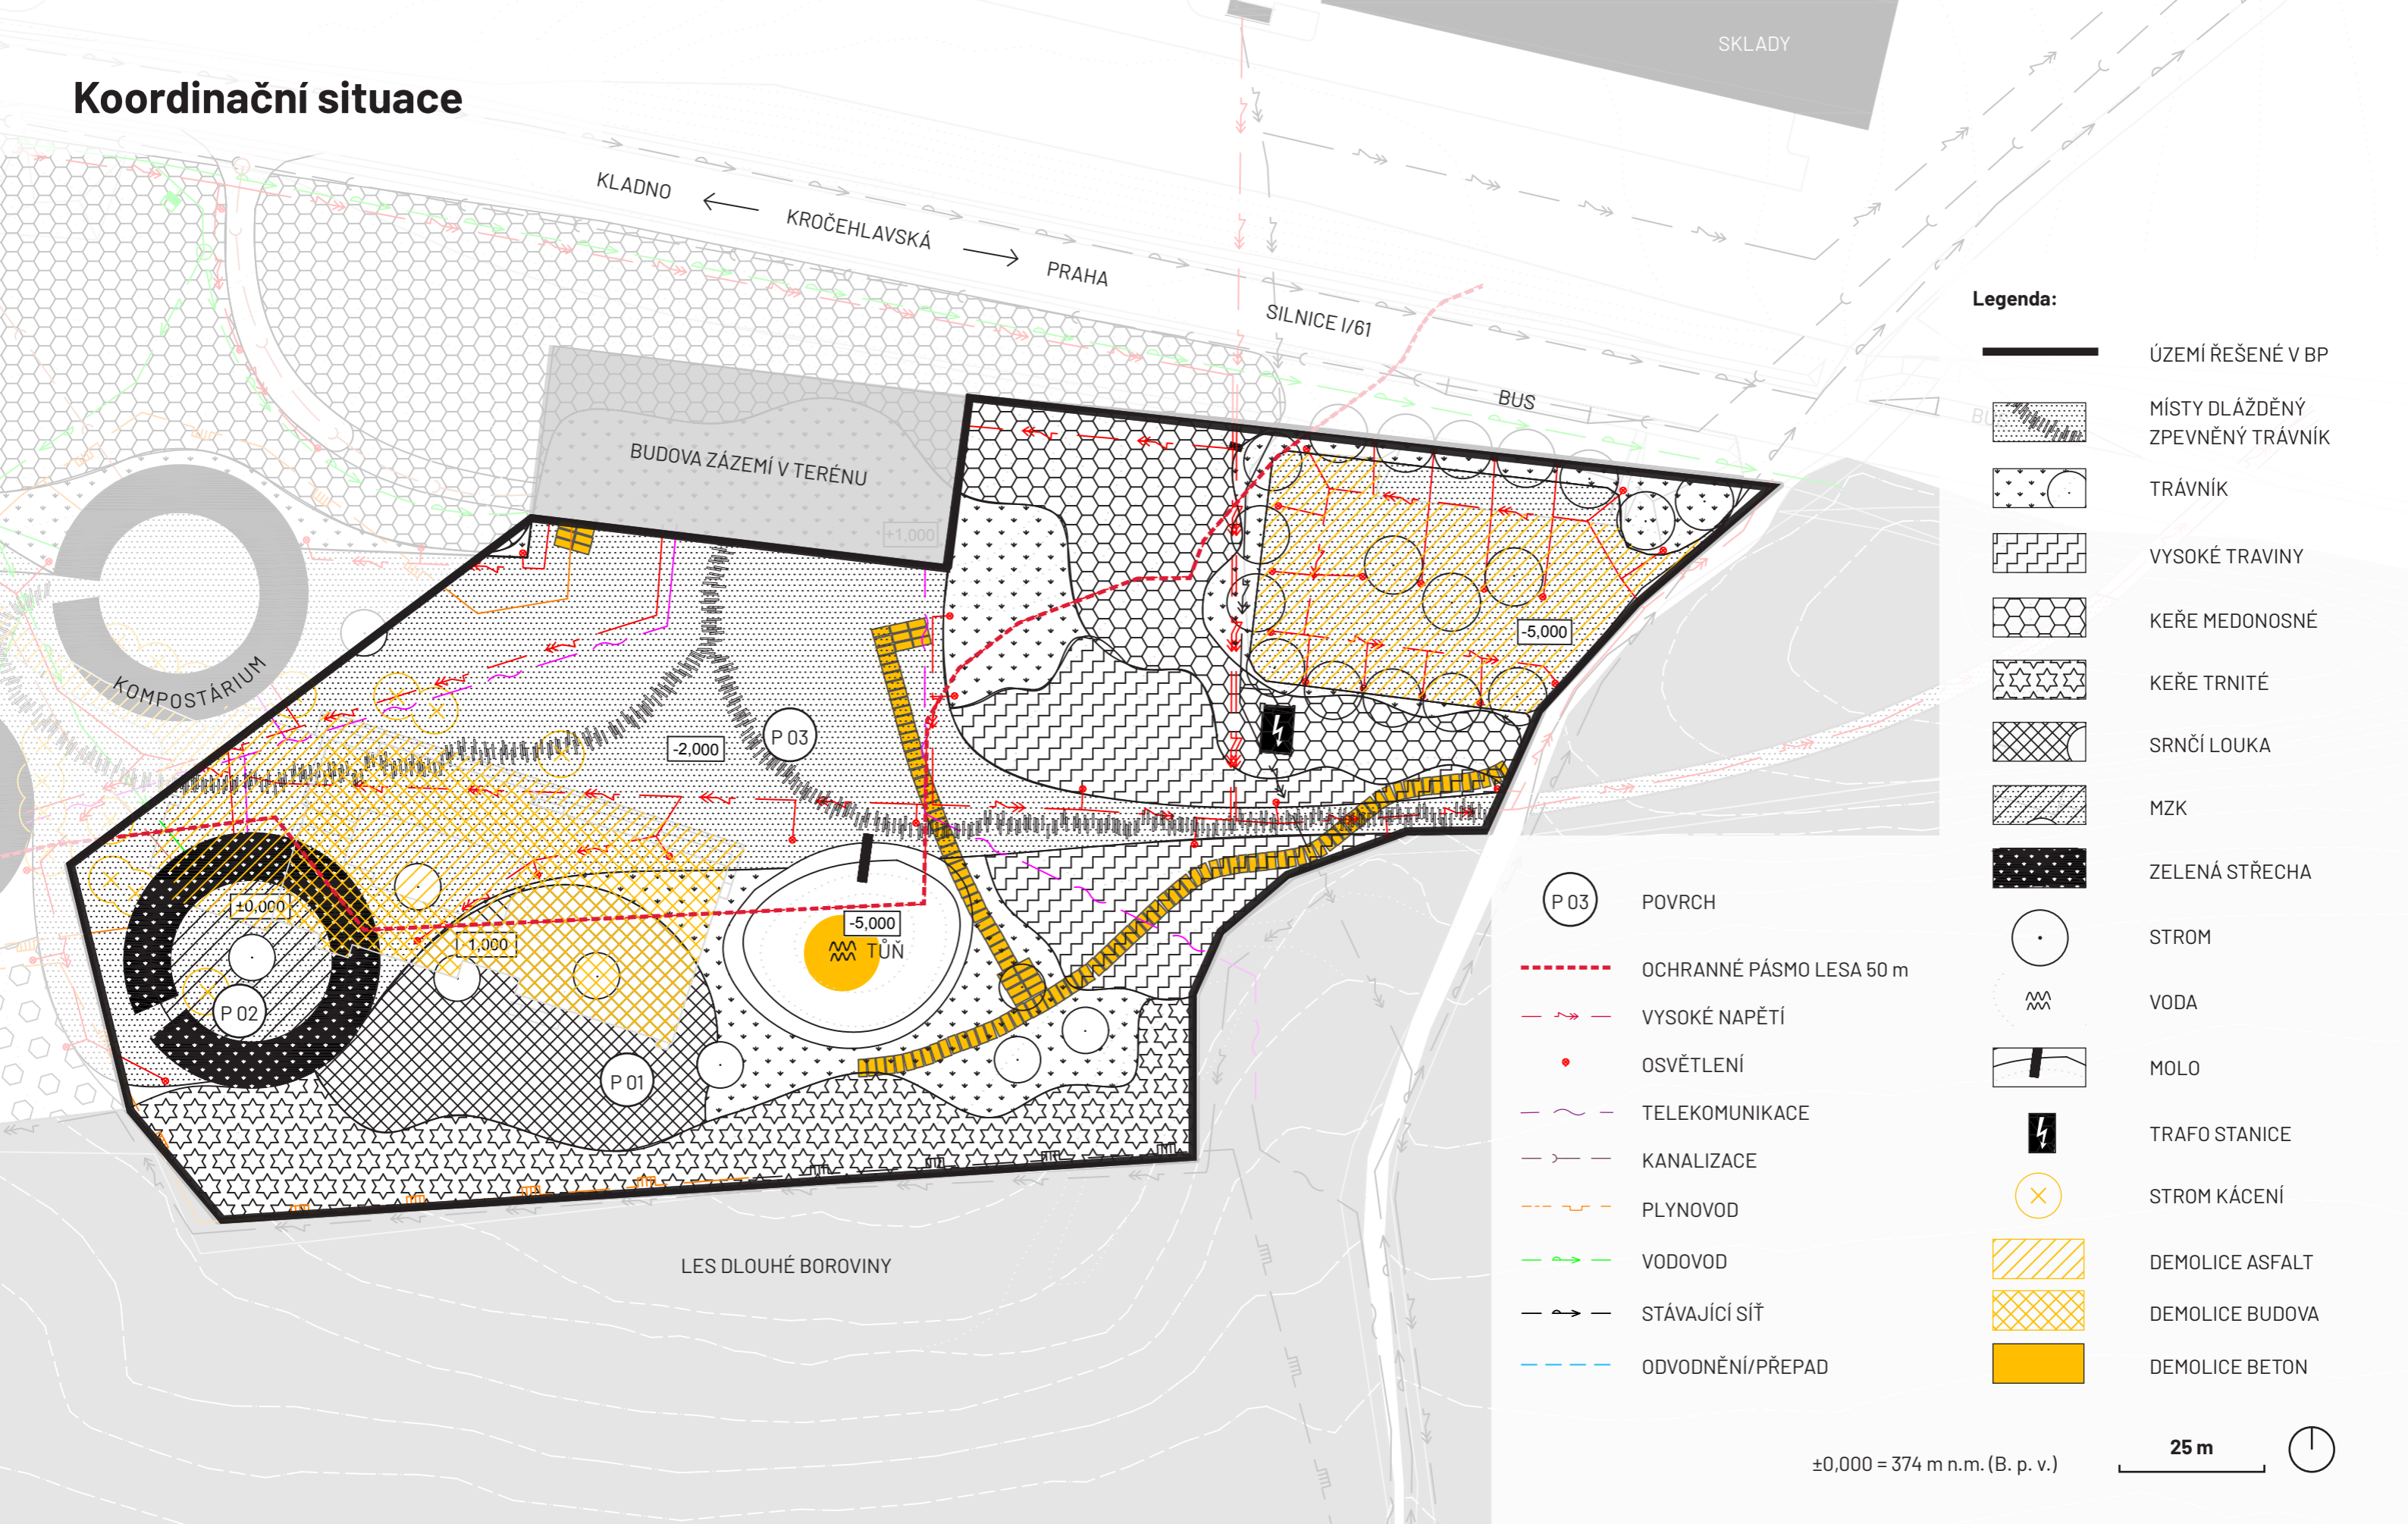 Koordinační situace
SKLADY
KLADNO
KROČEHLAVSKÁ
PRAHA
SILNICE I/61
BUS
BUDOVA ZÁZEMÍ V TERÉNU
+1,000
KOMPOSTÁRIUM
-5,000
P 03
-2,000
±0,000
-5,000
TŮŇ
-1,000
P 02
P 01
LES DLOUHÉ BOROVINY
Legenda:
ÚZEMÍ ŘEŠENÉ V BP
MÍSTY DLÁŽDĚNÝ
ZPEVNĚNÝ TRÁVNÍK
TRÁVNÍK
VYSOKÉ TRAVINY
KEŘE MEDONOSNÉ
KEŘE TRNITÉ
SRNČÍ LOUKA
MZK
ZELENÁ STŘECHA
STROM
VODA
MOLO
TRAFO STANICE
STROM KÁCENÍ
DEMOLICE ASFALT
DEMOLICE BUDOVA
DEMOLICE BETON
P 03 POVRCH
OCHRANNÉ PÁSMO LESA 50 m
VYSOKÉ NAPĚTÍ
OSVĚTLENÍ
TELEKOMUNIKACE
KANALIZACE
PLYNOVOD
VODOVOD
STÁVAJÍCÍ SÍŤ
ODVODNĚNÍ/PŘEPAD
±0,000 = 374 m n.m. (B. p. v.)
25 m